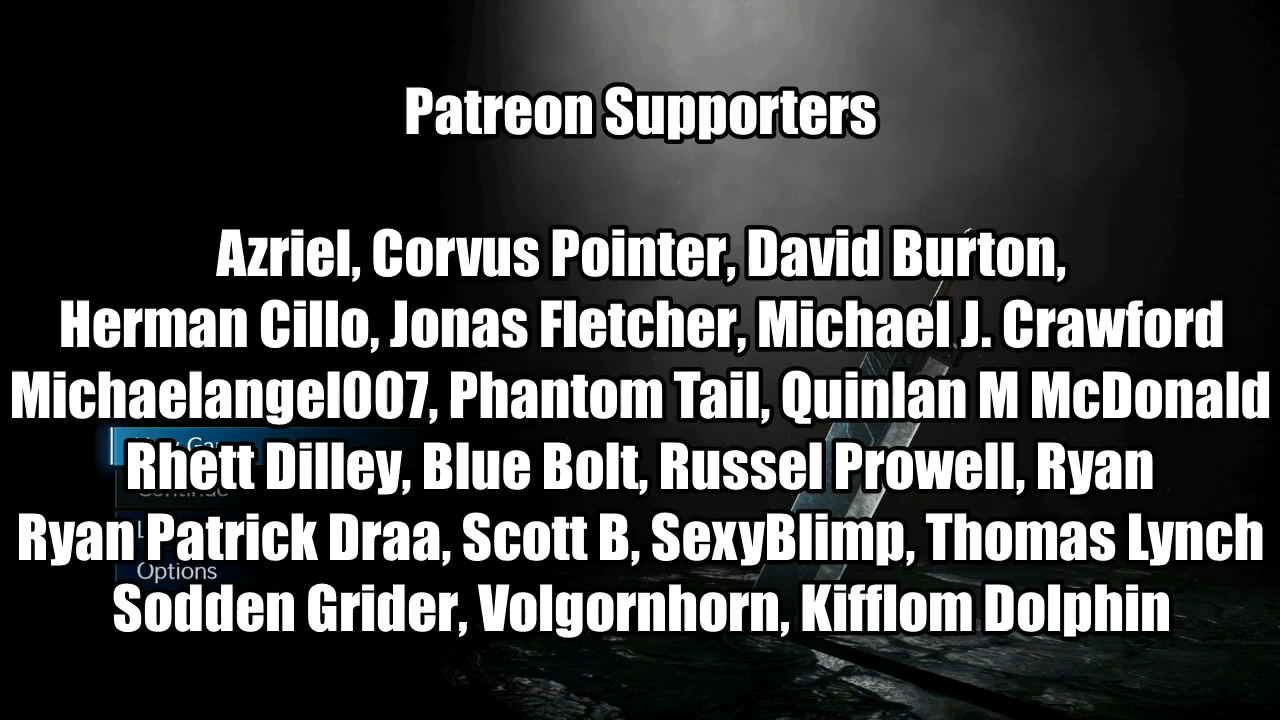 Patreon Supporters
Azriel, Corvus Pointer, David Burton,
Herman Cillo, Jonas Fletcher, Michael J. Crawford
Michaelangel007, Phantom Tail, Quinlan M McDonald
Rhett Dilley, Blue Bolt, Russel Prowell, Ryan
Ryan Patrick Draa, Scott B, SexyBlimp, Thomas Lynch
Sodden Grider, Volgornhorn, Kifflom Dolphin
Continue
Options